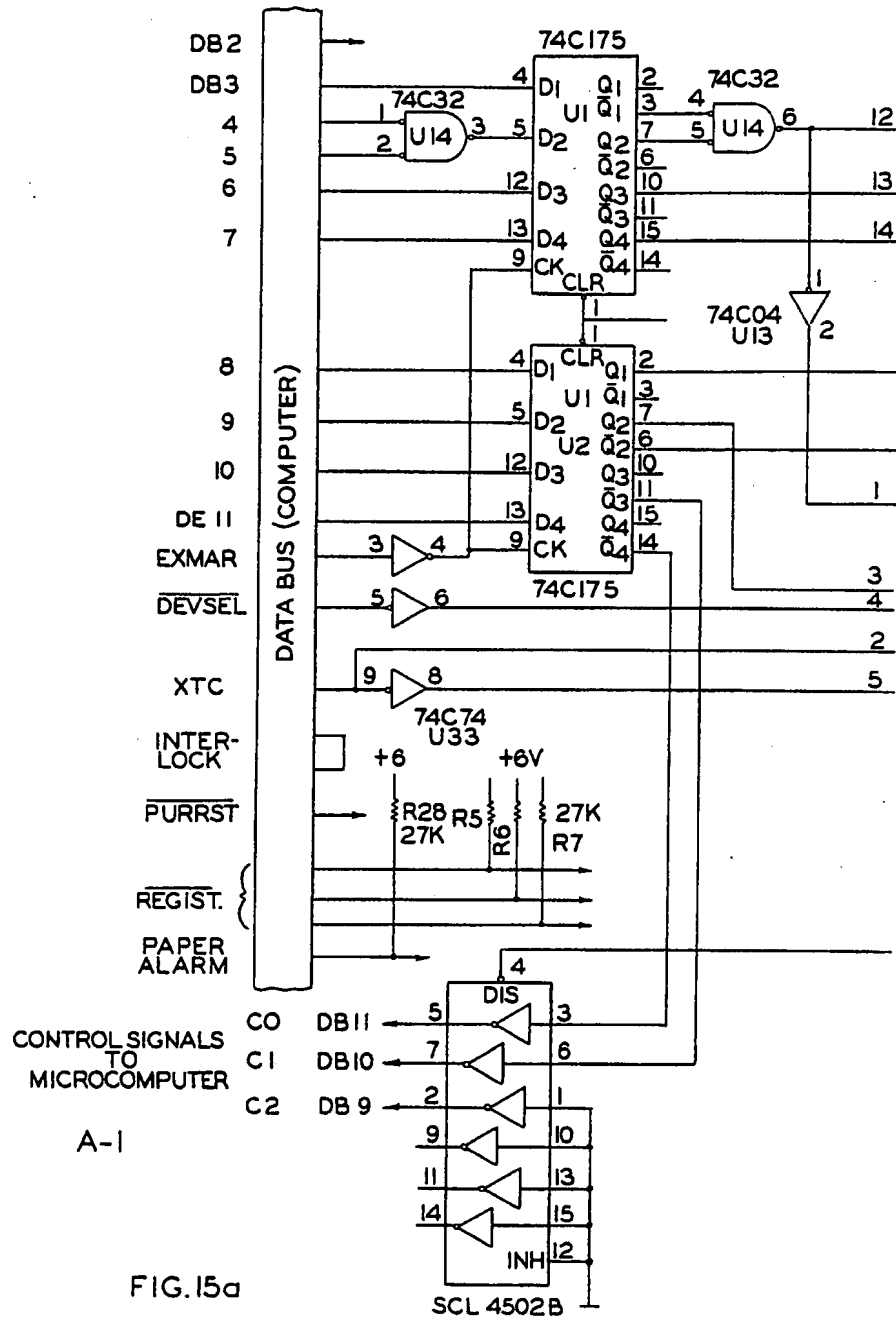 DB2
DB3
4
5
6
7
8
9
10
DE 11
EXMAR
DEVSEL
XTC
INTER-
LOCK
PURRST
REGIST.
PAPER
ALARM
DATA BUS (COMPUTER)
74C32
1
2
U14
3
74C175
4 D1
5 D2
12 D3
13 D4
9 CK
U1
Q1 2
Q̅1 3
Q2 7
Q̅2 6
Q3 10
Q̅3 11
Q4 15
Q̅4 14
CLR
1
74C32
4
5
U14
6
12
13
14
1
74C04
U13
2
1
CLR
4 D1
5 D2
12 D3
13 D4
9 CK
U1
U2
Q1 2
Q̅1 3
Q2 7
Q̅2 6
Q3 10
Q̅3 11
Q4 15
Q̅4 14
74C175
3 4
5 6
9 8
74C74
U33
1
3
4
2
5
+6
R28
27K
+6V
R5
R6
27K
R7
4
DIS
CONTROL SIGNALS
TO
MICROCOMPUTER
C0 DB11 5 3
C1 DB10 7 6
C2 DB9 2 1
9 10
11 13
14 15
INH 12
SCL 4502B
A-1
FIG.15a